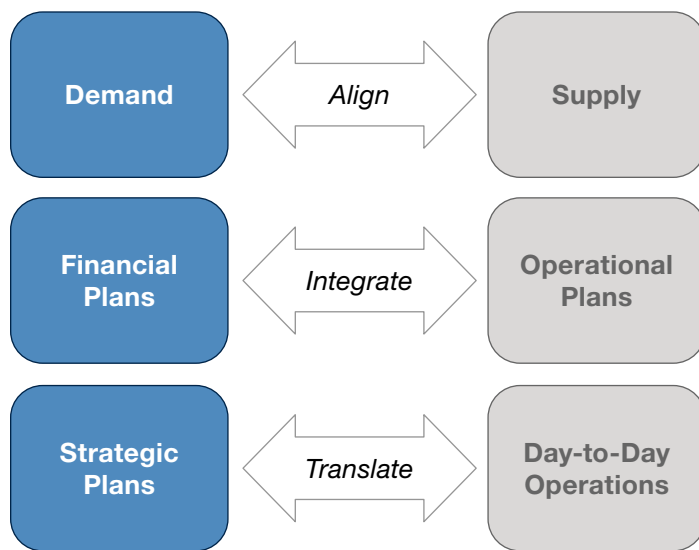 Demand
Align
Supply
Financial
Plans
Integrate
Operational
Plans
Strategic
Plans
Translate
Day-to-Day
Operations